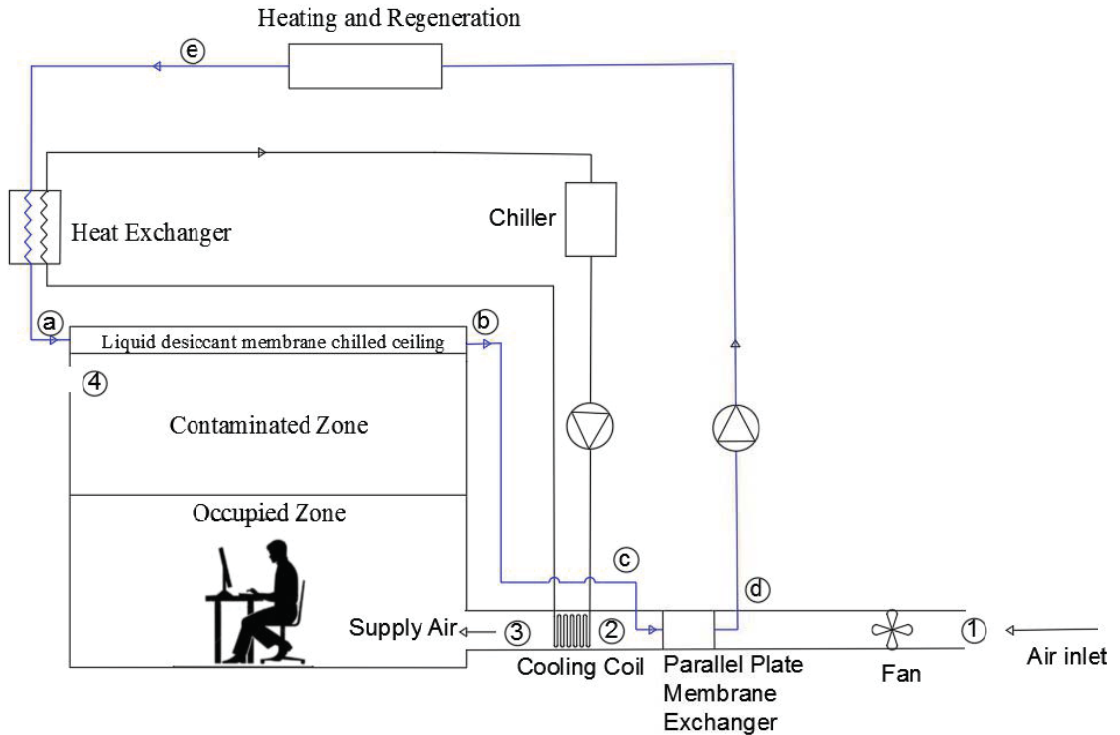 Heating and Regeneration
e
Chiller
Heat Exchanger
a
b
Liquid desiccant membrane chilled ceiling
4
Contaminated Zone
Occupied Zone
c
d
Supply Air
3
2
1
Cooling Coil
Parallel Plate
Membrane
Exchanger
Fan
Air inlet